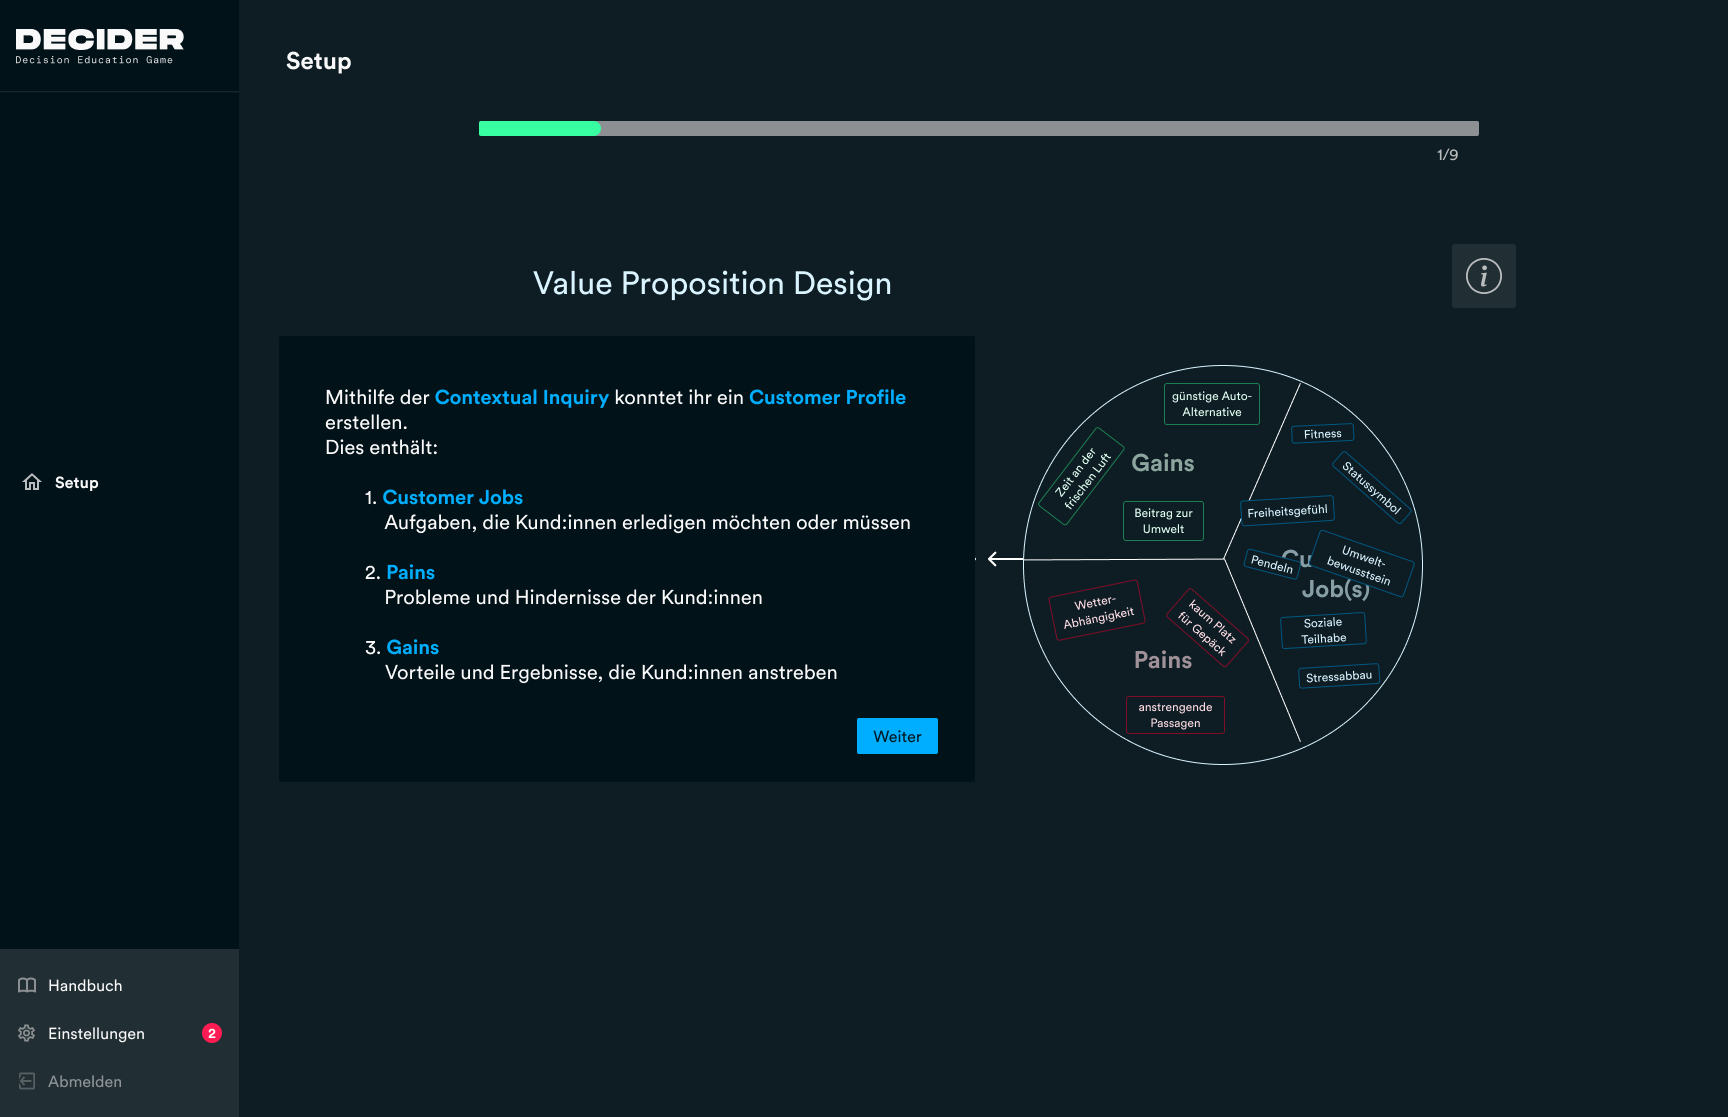 DECIDER
Decision Education Game
Setup
Handbuch
Einstellungen
2
Abmelden
Setup
1/9
Value Proposition Design
i
Mithilfe der Contextual Inquiry konntet ihr ein Customer Profile
erstellen.
Dies enthält:
1. Customer Jobs
Aufgaben, die Kund:innen erledigen möchten oder müssen
2. Pains
Probleme und Hindernisse der Kund:innen
3. Gains
Vorteile und Ergebnisse, die Kund:innen anstreben
Weiter
günstige Auto-
Alternative
Zeit an der
frischen Luft
Gains
Beitrag zur
Umwelt
Fitness
Statussymbol
Freiheitsgefühl
Pendeln
Umwelt-
bewusstsein
Job(s)
Soziale
Teilhabe
Stressabbau
Wetter-
Abhängigkeit
kaum Platz
für Gepäck
Pains
anstrengende
Passagen